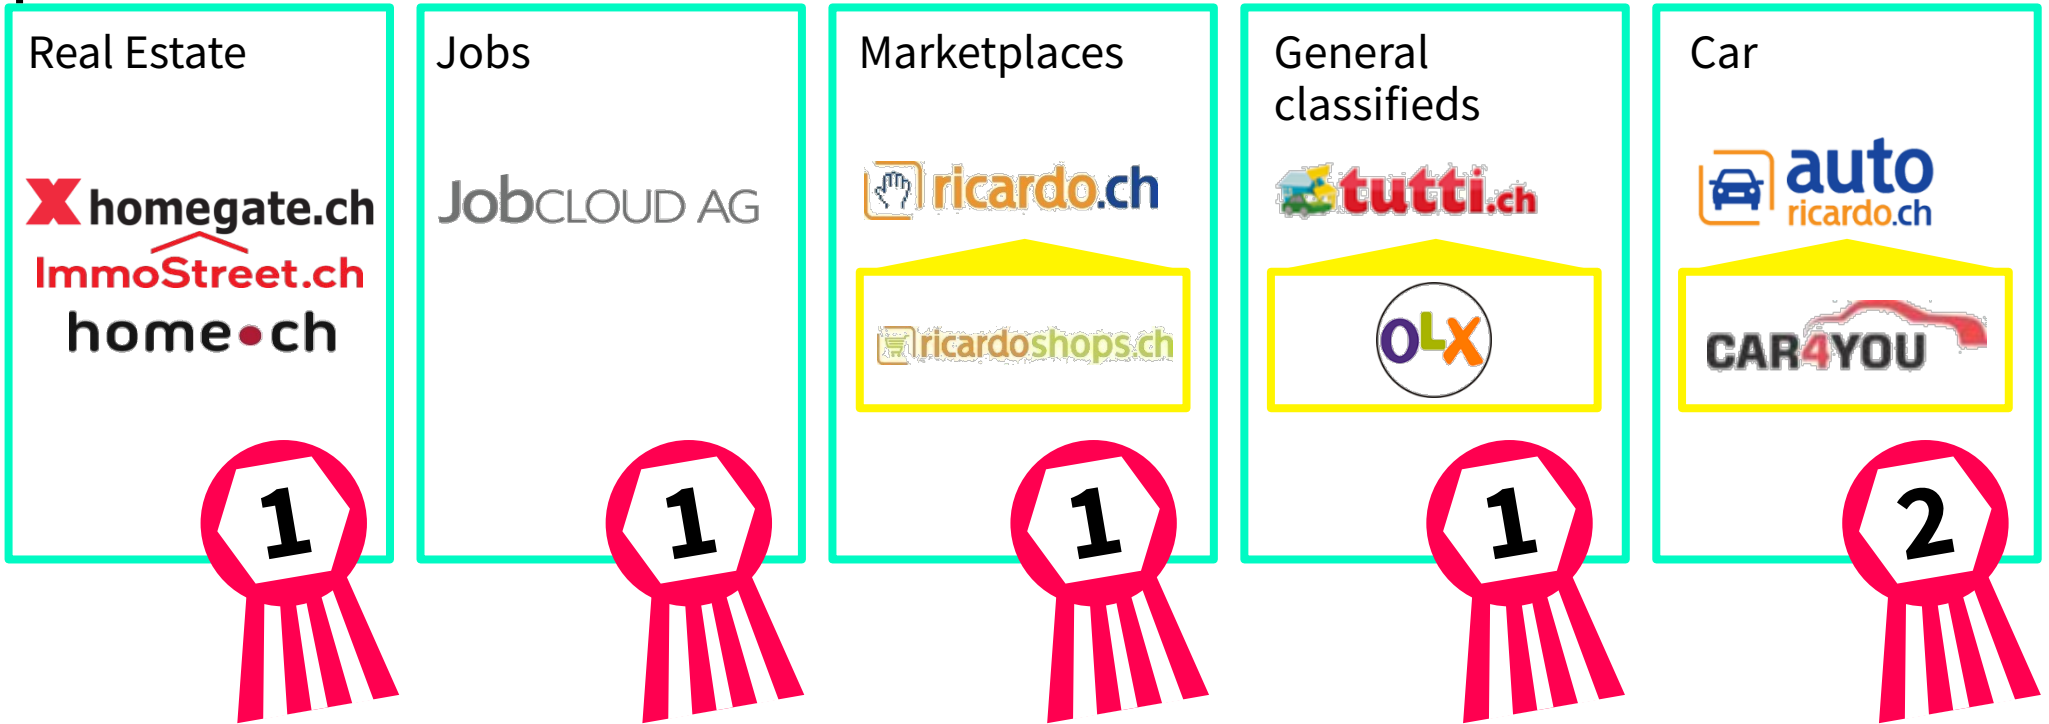 Real Estate
homegate.ch
ImmoStreet.ch
home.ch
1
Jobs
JobCLOUD AG
1
Marketplaces
ricardo.ch
ricardoshops.ch
1
General
classifieds
tutti.ch
OLX
1
Car
auto
ricardo.ch
CAR4YOU
2